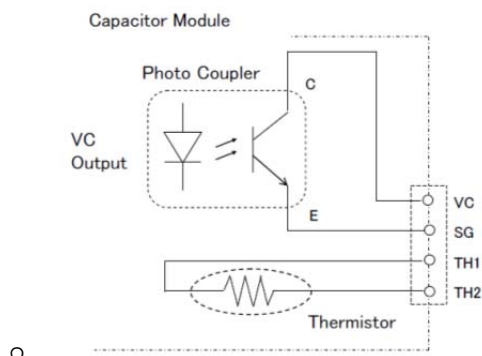 Capacitor Module
Photo Coupler
C
VC
Output
E
VC
SG
TH1
TH2
Thermistor